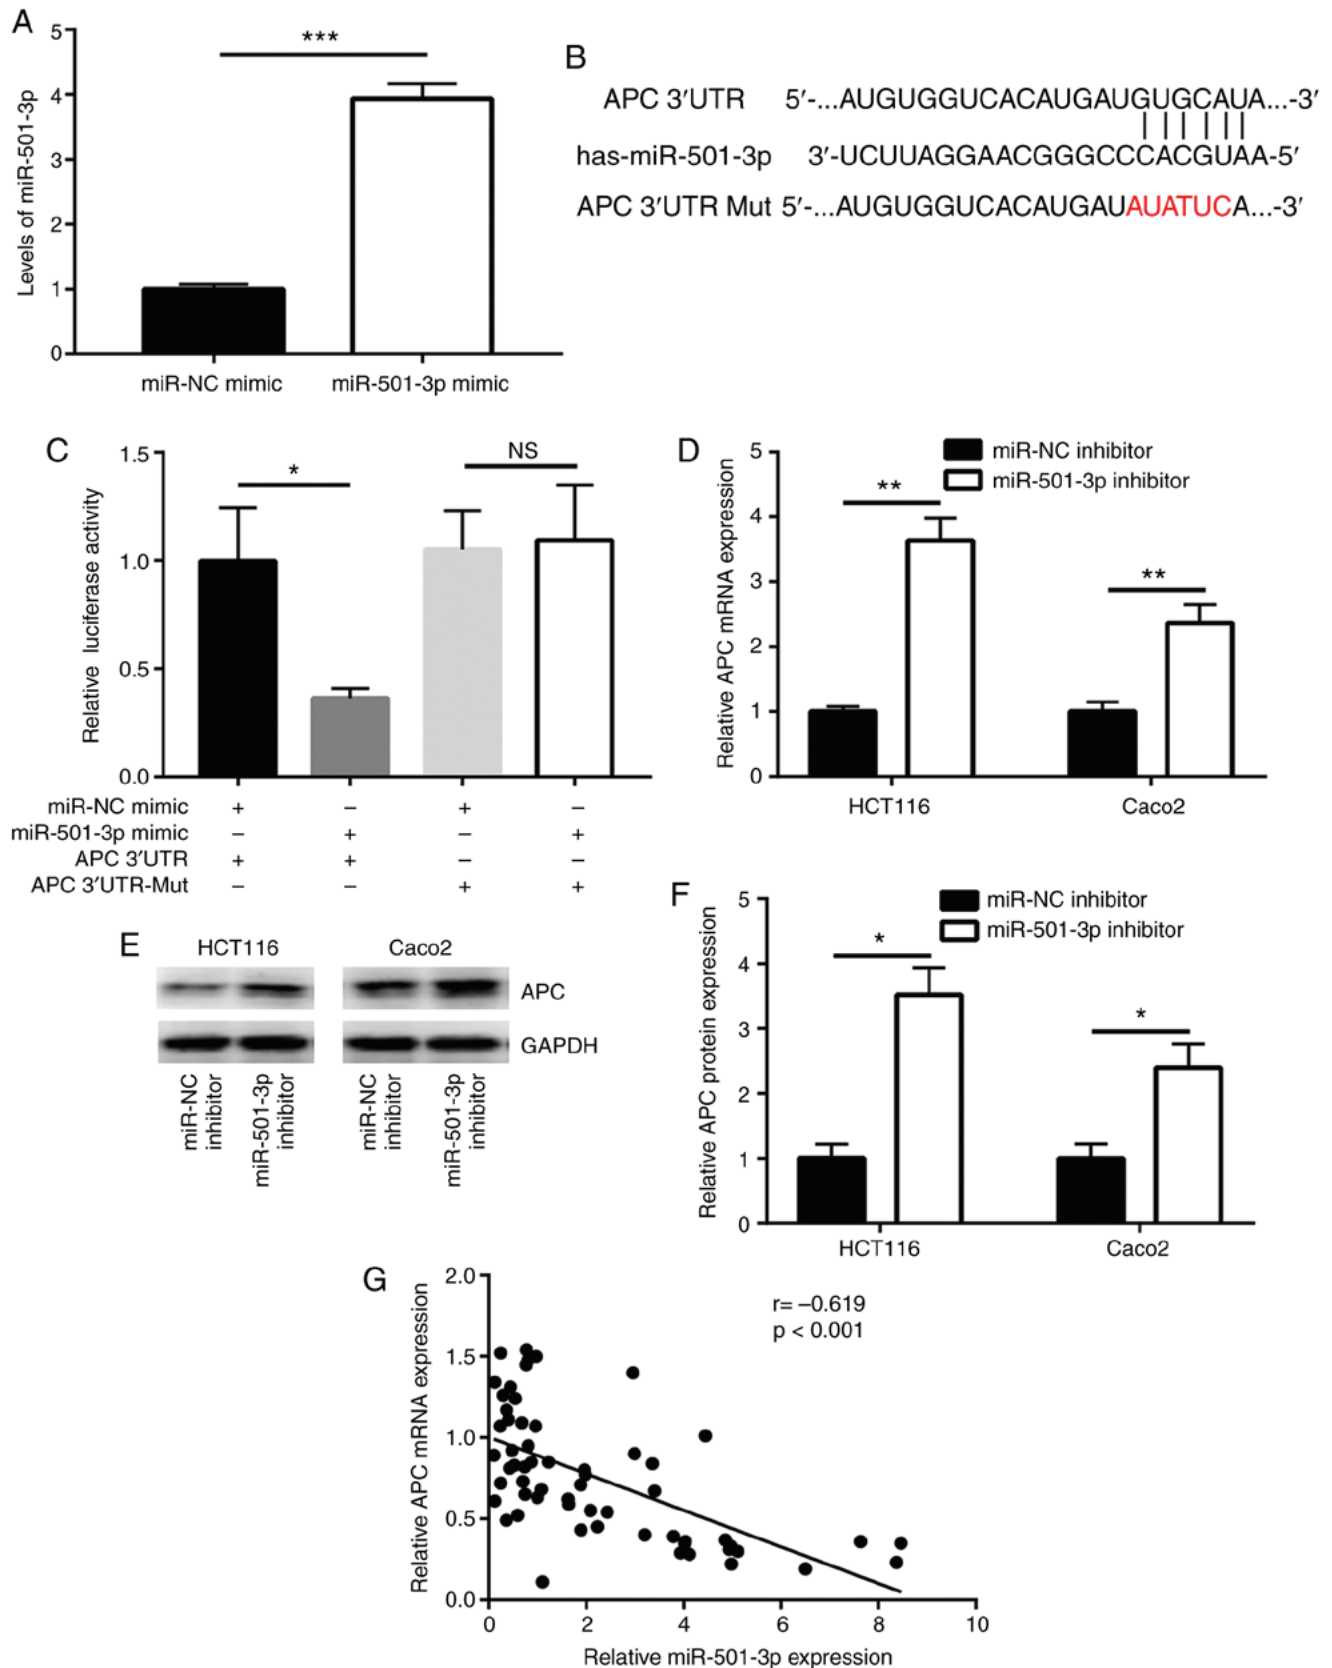 A
5
4
3
2
1
0
Levels of miR-501-3p
***
miR-NC mimic miR-501-3p mimic
B
APC 3′UTR 5′-...AUGUGGUCACAUGAUGUGCAUA...-3′
has-miR-501-3p 3′-UCUUAGGAACGGGCCCACGUAA-5′
APC 3′UTR Mut 5′-...AUGUGGUCACAUGAUAUATUCA...-3′
C
1.5
1.0
0.5
0.0
Relative luciferase activity
*
NS
miR-NC mimic + – + –
miR-501-3p mimic – + – +
APC 3′UTR + + – –
APC 3′UTR-Mut – – + +
D
5
4
3
2
1
0
Relative APC mRNA expression
miR-NC inhibitor
miR-501-3p inhibitor
**
**
HCT116 Caco2
E
HCT116 Caco2
APC
GAPDH
miR-NC
inhibitor
miR-501-3p
inhibitor
miR-NC
inhibitor
miR-501-3p
inhibitor
F
5
4
3
2
1
0
Relative APC protein expression
miR-NC inhibitor
miR-501-3p inhibitor
*
*
HCT116 Caco2
G
2.0
1.5
1.0
0.5
0.0
Relative APC mRNA expression
r= –0.619
p < 0.001
0 2 4 6 8 10
Relative miR-501-3p expression